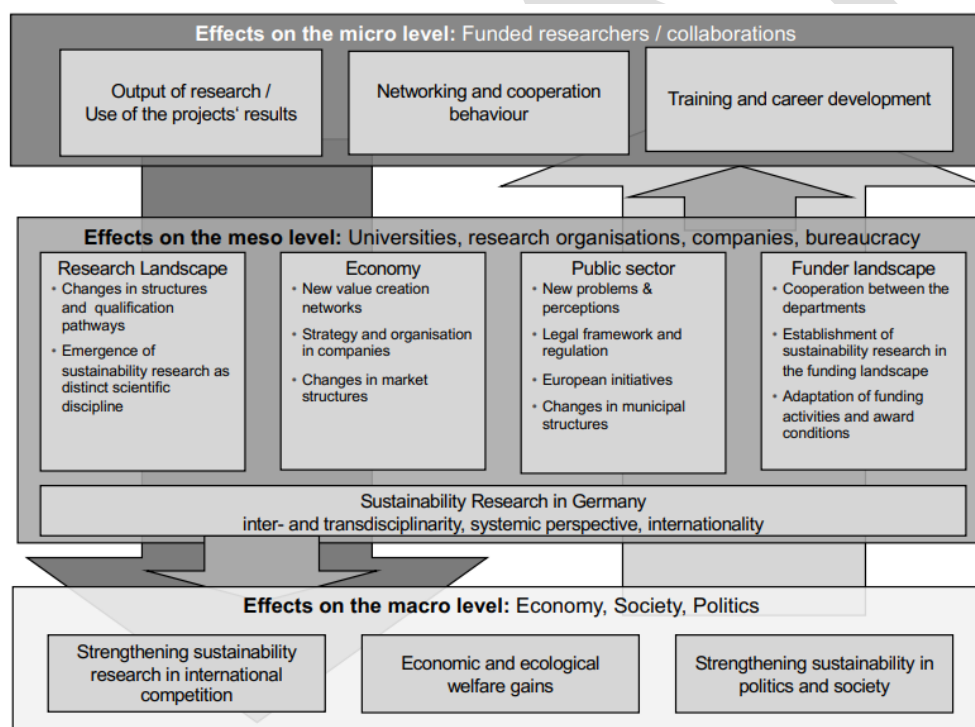 Effects on the micro level: Funded researchers / collaborations
Output of research /
Use of the projects‘ results
Networking and cooperation
behaviour
Training and career development
Effects on the meso level: Universities, research organisations, companies, bureaucracy
Research Landscape
• Changes in structures
and qualification
pathways
• Emergence of
sustainability research as
distinct scientific
discipline
Economy
• New value creation
networks
• Strategy and organisation
in companies
• Changes in market
structures
Public sector
• New problems &
perceptions
• Legal framework and
regulation
• European initiatives
• Changes in municipal
structures
Funder landscape
• Cooperation between the
departments
• Establishment of
sustainability research in
the funding landscape
• Adaptation of funding
activities and award
conditions
Sustainability Research in Germany
inter- and transdisciplinarity, systemic perspective, internationality
Effects on the macro level: Economy, Society, Politics
Strengthening sustainability
research in international
competition
Economic and ecological
welfare gains
Strengthening sustainability in
politics and society